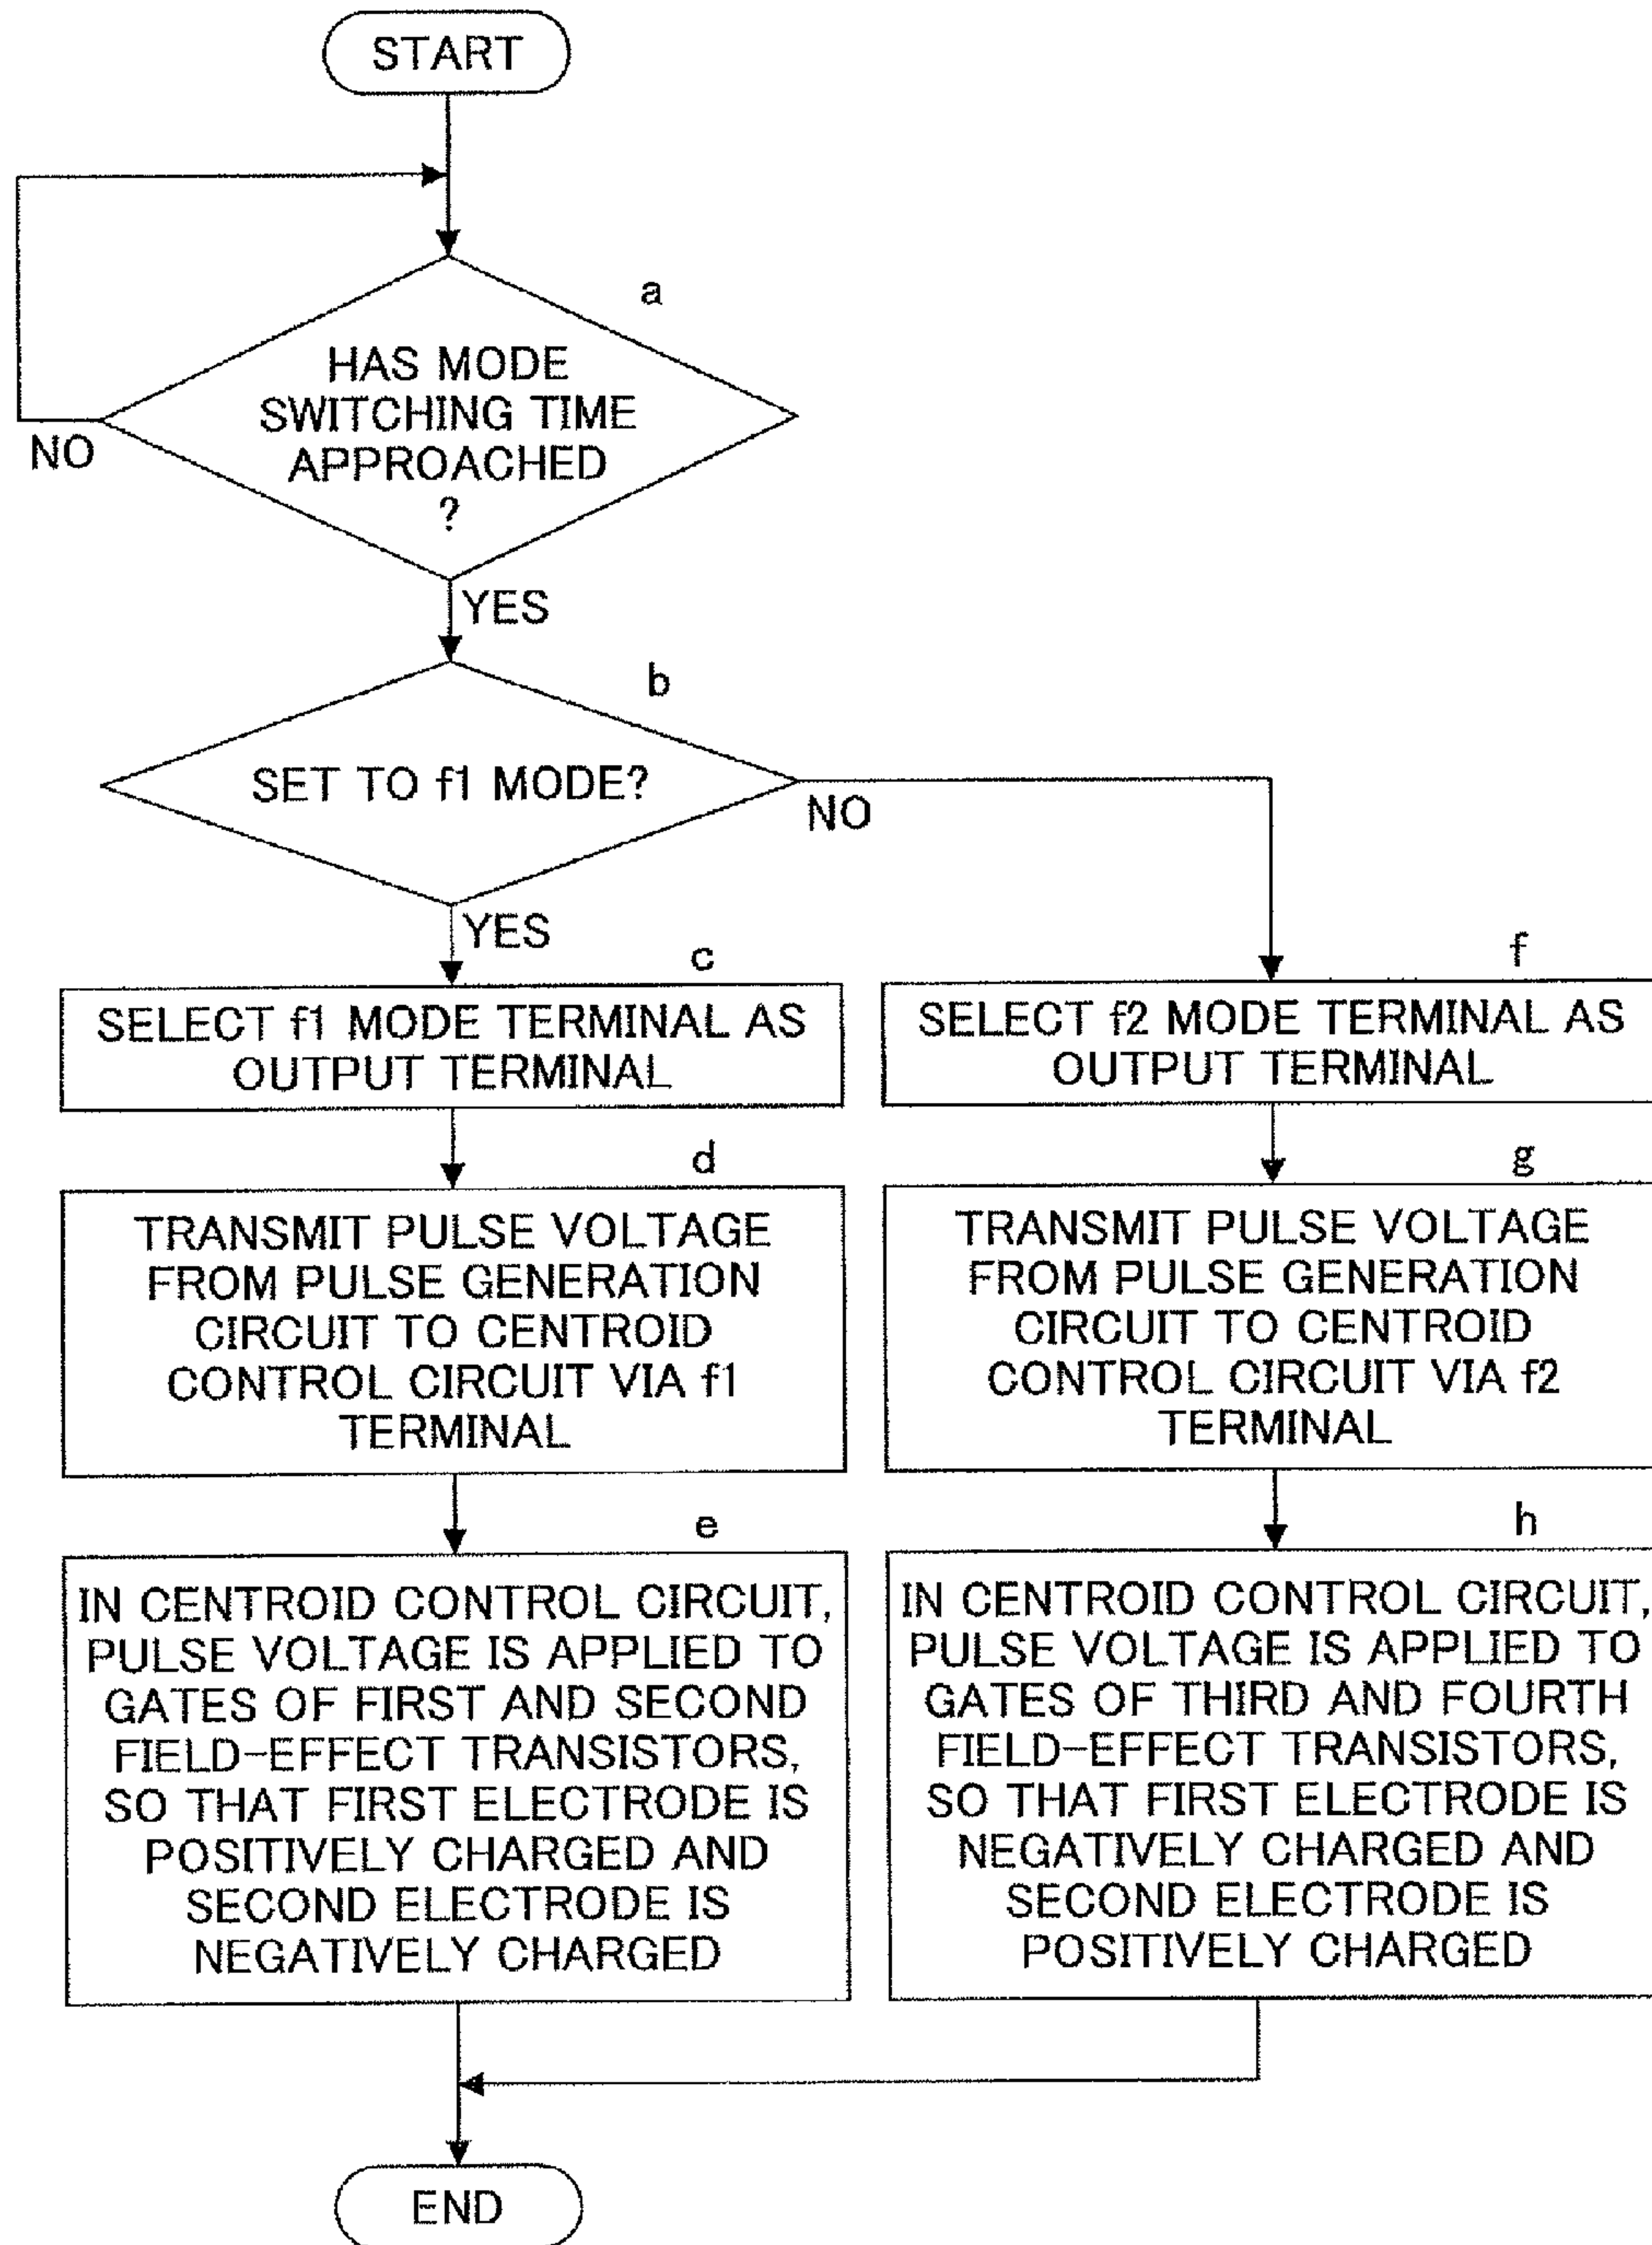 START
a
HAS MODE
SWITCHING TIME
APPROACHED
?
NO
YES
b
SET TO f1 MODE?
NO
YES
c
SELECT f1 MODE TERMINAL AS
OUTPUT TERMINAL
d
TRANSMIT PULSE VOLTAGE
FROM PULSE GENERATION
CIRCUIT TO CENTROID
CONTROL CIRCUIT VIA f1
TERMINAL
e
IN CENTROID CONTROL CIRCUIT,
PULSE VOLTAGE IS APPLIED TO
GATES OF FIRST AND SECOND
FIELD-EFFECT TRANSISTORS,
SO THAT FIRST ELECTRODE IS
POSITIVELY CHARGED AND
SECOND ELECTRODE IS
NEGATIVELY CHARGED
f
SELECT f2 MODE TERMINAL AS
OUTPUT TERMINAL
g
TRANSMIT PULSE VOLTAGE
FROM PULSE GENERATION
CIRCUIT TO CENTROID
CONTROL CIRCUIT VIA f2
TERMINAL
h
IN CENTROID CONTROL CIRCUIT,
PULSE VOLTAGE IS APPLIED TO
GATES OF THIRD AND FOURTH
FIELD-EFFECT TRANSISTORS,
SO THAT FIRST ELECTRODE IS
NEGATIVELY CHARGED AND
SECOND ELECTRODE IS
POSITIVELY CHARGED
END